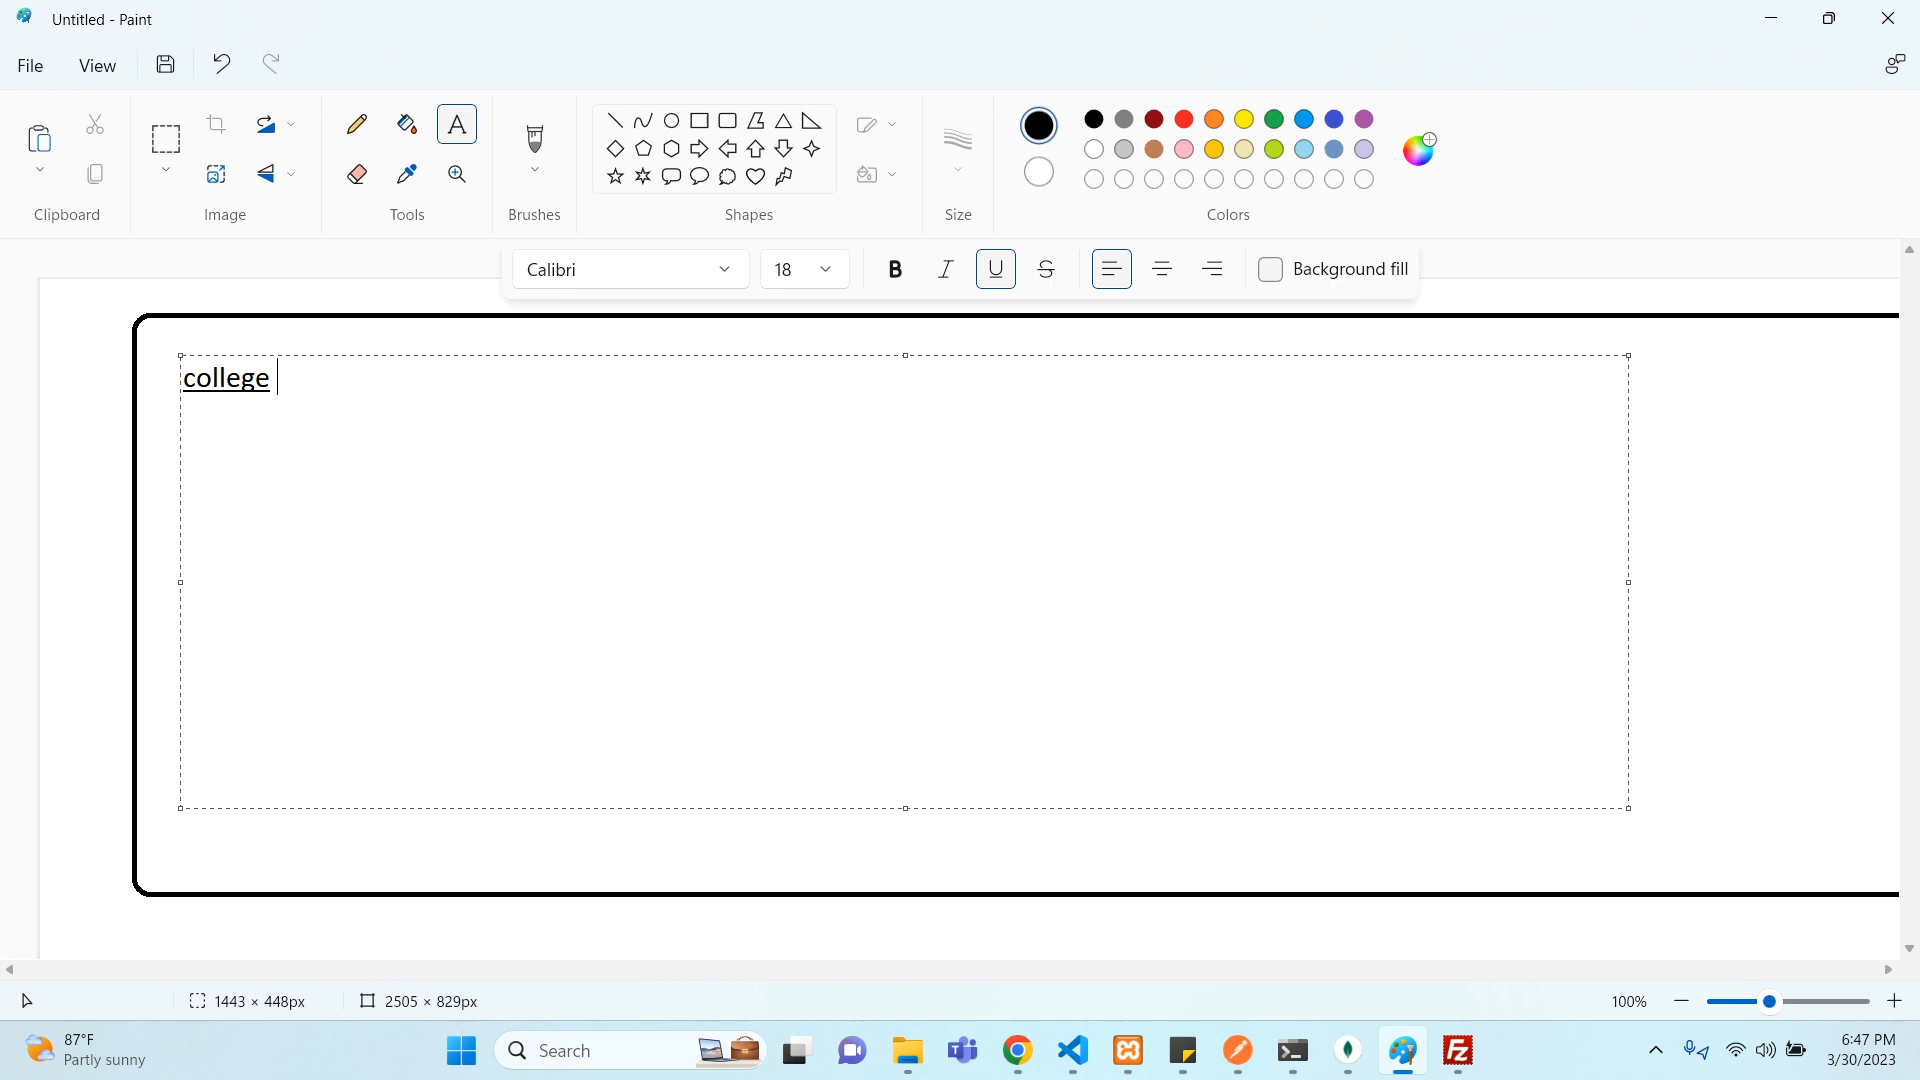 Untitled - Paint
File View
Clipboard
Image
Tools
Brushes
Shapes
Size
Colors
Calibri 18 B I U S Background fill
college
1443 × 448px 2505 × 829px 100%
87°F
Partly sunny
Search
6:47 PM
3/30/2023